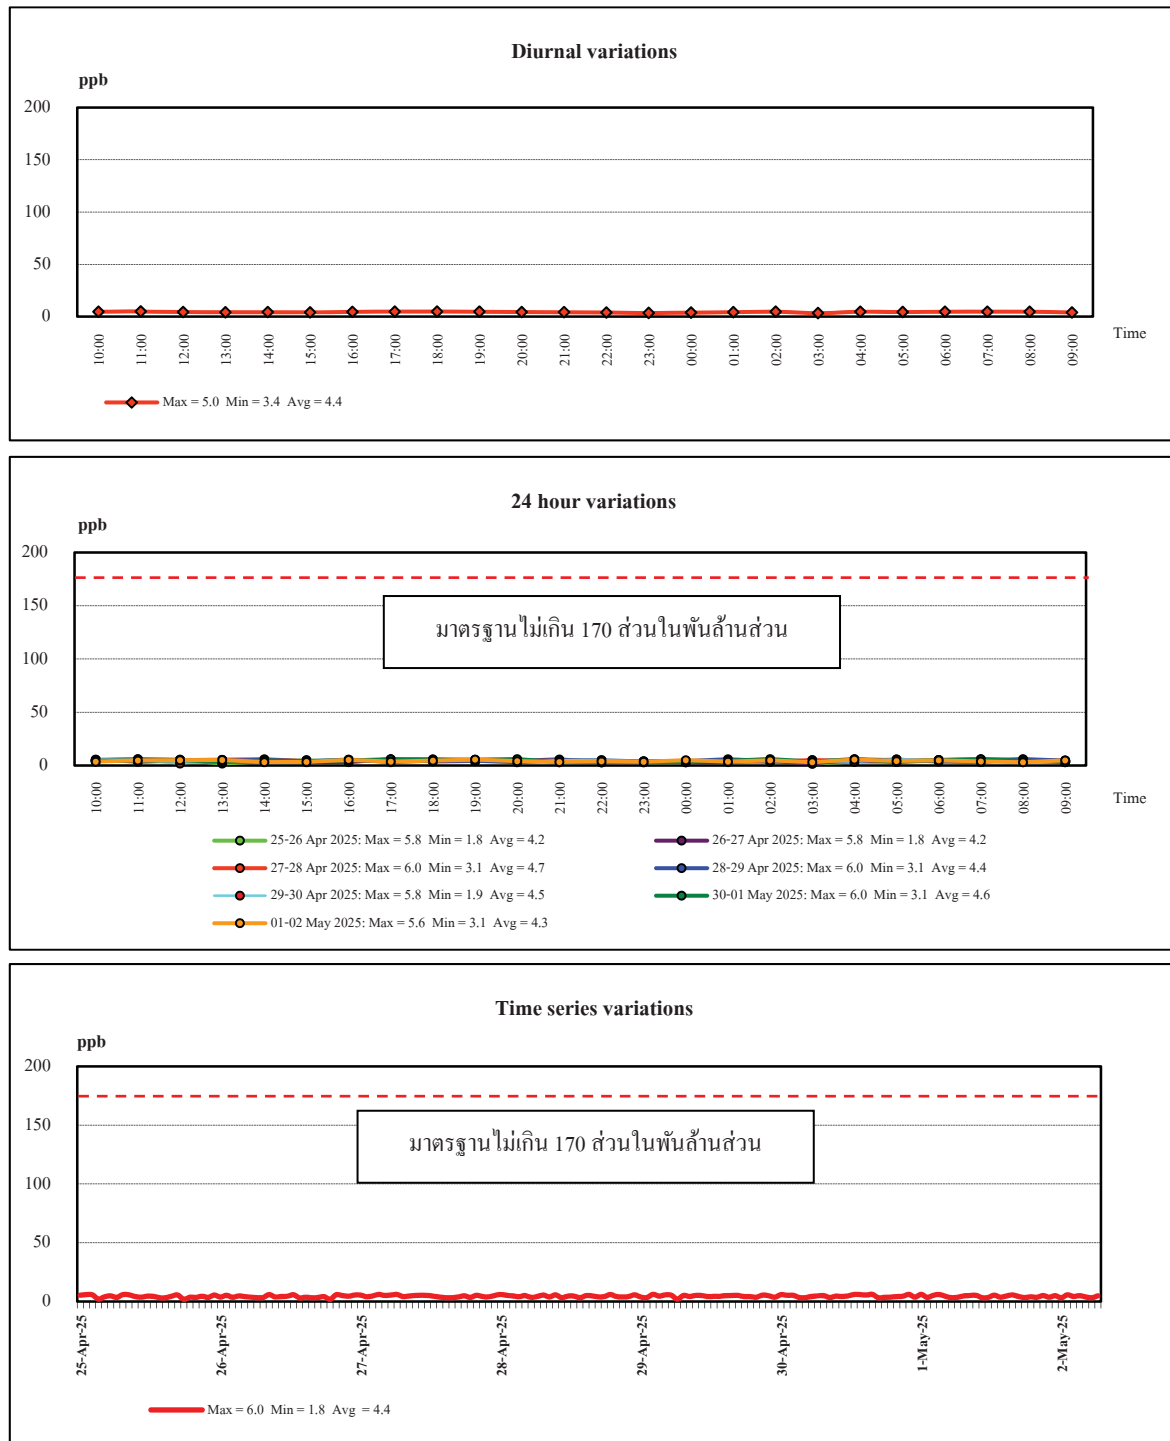 Diurnal variations
ppb
200
150
100
50
0
Time
10:00 11:00 12:00 13:00 14:00 15:00 16:00 17:00 18:00 19:00 20:00 21:00 22:00 23:00 00:00 01:00 02:00 03:00 04:00 05:00 06:00 07:00 08:00 09:00
Max = 5.0 Min = 3.4 Avg = 4.4
24 hour variations
ppb
200
150
100
50
0
มาตรฐานไม่เกิน 170 ส่วนในพันล้านส่วน
Time
10:00 11:00 12:00 13:00 14:00 15:00 16:00 17:00 18:00 19:00 20:00 21:00 22:00 23:00 00:00 01:00 02:00 03:00 04:00 05:00 06:00 07:00 08:00 09:00
25-26 Apr 2025: Max = 5.8 Min = 1.8 Avg = 4.2
26-27 Apr 2025: Max = 5.8 Min = 1.8 Avg = 4.2
27-28 Apr 2025: Max = 6.0 Min = 3.1 Avg = 4.7
28-29 Apr 2025: Max = 6.0 Min = 3.1 Avg = 4.4
29-30 Apr 2025: Max = 5.8 Min = 1.9 Avg = 4.5
30-01 May 2025: Max = 6.0 Min = 3.1 Avg = 4.6
01-02 May 2025: Max = 5.6 Min = 3.1 Avg = 4.3
Time series variations
ppb
200
150
100
50
0
มาตรฐานไม่เกิน 170 ส่วนในพันล้านส่วน
25-Apr-25 26-Apr-25 27-Apr-25 28-Apr-25 29-Apr-25 30-Apr-25 1-May-25 2-May-25
Max = 6.0 Min = 1.8 Avg = 4.4